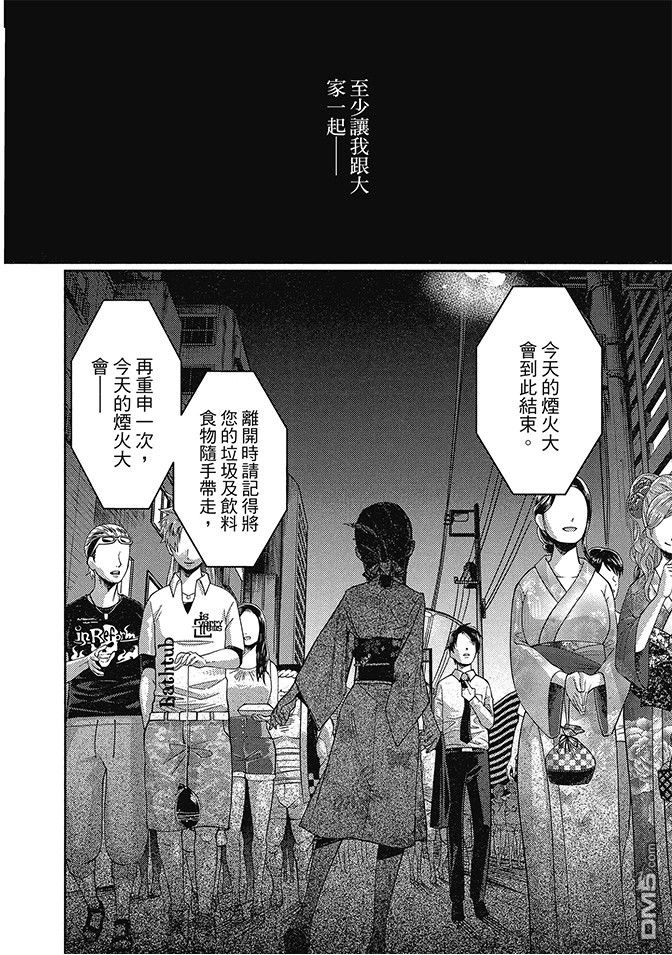 至少讓我跟大
家一起——
今天的煙火大
會到此結束。
離開時請記得將
您的垃圾及飲料
食物隨手帶走，
再重申一次，
今天的煙火大
會——
Bathtub
DM5.com